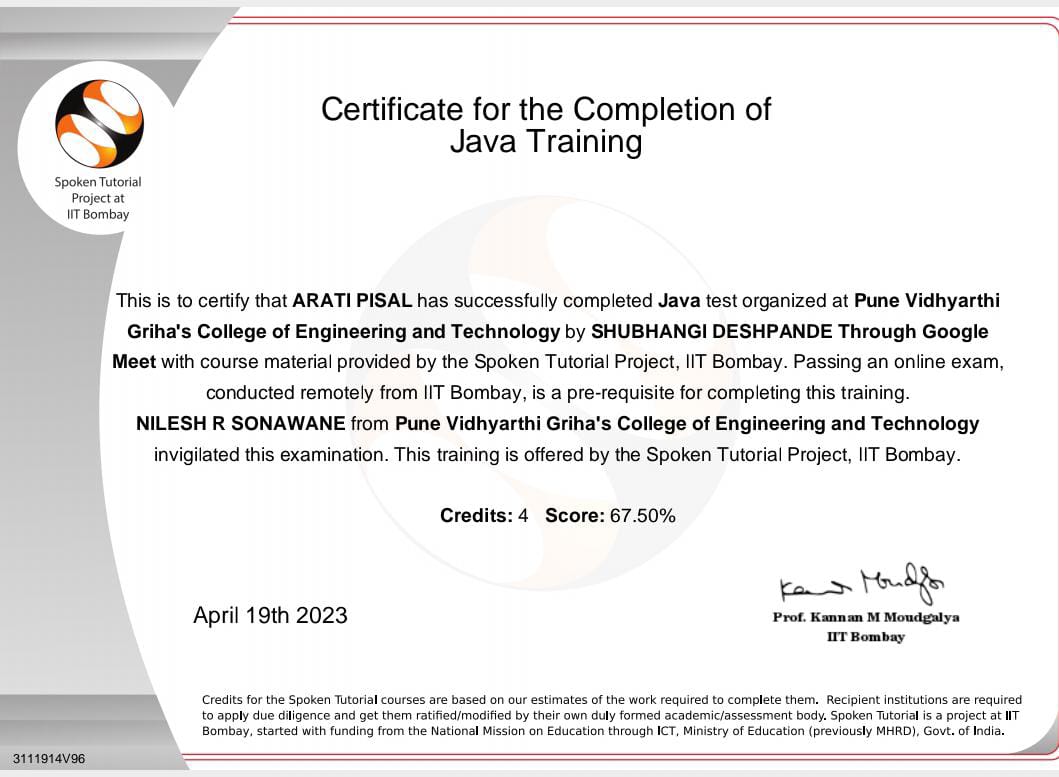 Spoken Tutorial
Project at
IIT Bombay
Certificate for the Completion of
Java Training
This is to certify that ARATI PISAL has successfully completed Java test organized at Pune Vidhyarthi
Griha's College of Engineering and Technology by SHUBHANGI DESHPANDE Through Google
Meet with course material provided by the Spoken Tutorial Project, IIT Bombay. Passing an online exam,
conducted remotely from IIT Bombay, is a pre-requisite for completing this training.
NILESH R SONAWANE from Pune Vidhyarthi Griha's College of Engineering and Technology
invigilated this examination. This training is offered by the Spoken Tutorial Project, IIT Bombay.
Credits: 4 Score: 67.50%
April 19th 2023
Kannan Moudgalya
Prof. Kannan M Moudgalya
IIT Bombay
Credits for the Spoken Tutorial courses are based on our estimates of the work required to complete them. Recipient institutions are required
to apply due diligence and get them ratified/modified by their own duly formed academic/assessment body. Spoken Tutorial is a project at IIT
Bombay, started with funding from the National Mission on Education through ICT, Ministry of Education (previously MHRD), Govt. of India.
3111914V96